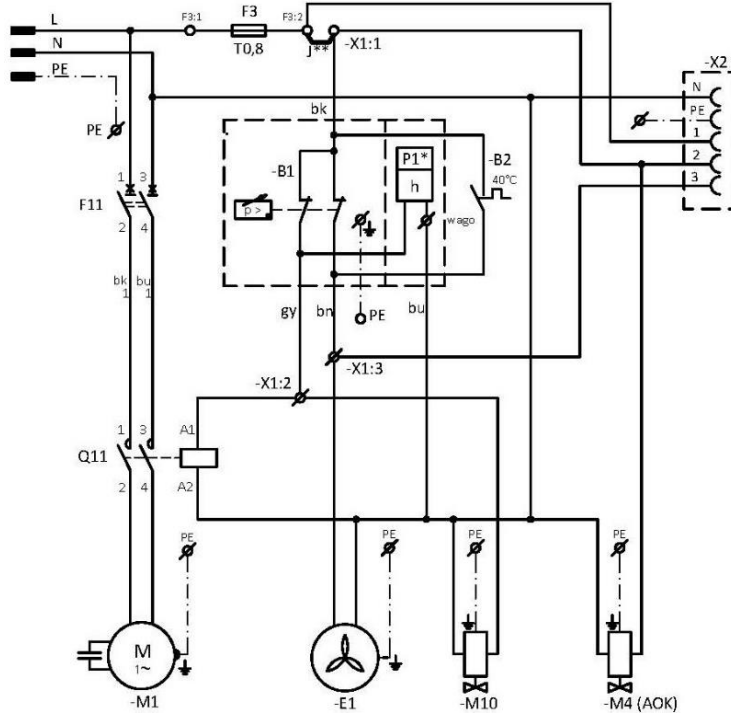 L
F3:1
F3
F3:2
T0,8
J**
-X1:1
N
PE
-X2
N
PE
1
2
3
PE
PE
bk
-B1
P1*
h
-B2
40°C
p >
wago
1
3
F11
2
4
bk
1
bu
1
gy
bn
PE
bu
-X1:3
-X1:2
1
3
A1
Q11
2
4
A2
PE
PE
PE
PE
M
1~
-M1
-E1
-M10
-M4 (AOK)